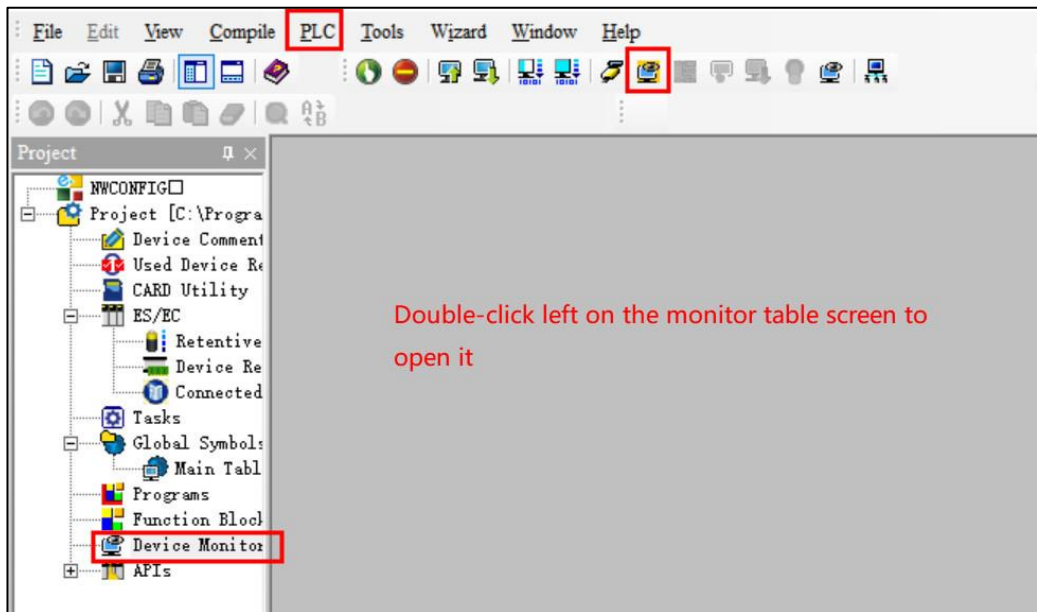 File Edit View Compile PLC Tools Wizard Window Help
Project
NWCONFIG□
Project [C:\Progra
Device Comment
Used Device Re
CARD Utility
ES/EC
Retentive
Device Re
Connected
Tasks
Global Symbols
Main Tabl
Programs
Function Block
Device Monitor
APIs
Double-click left on the monitor table screen to
open it